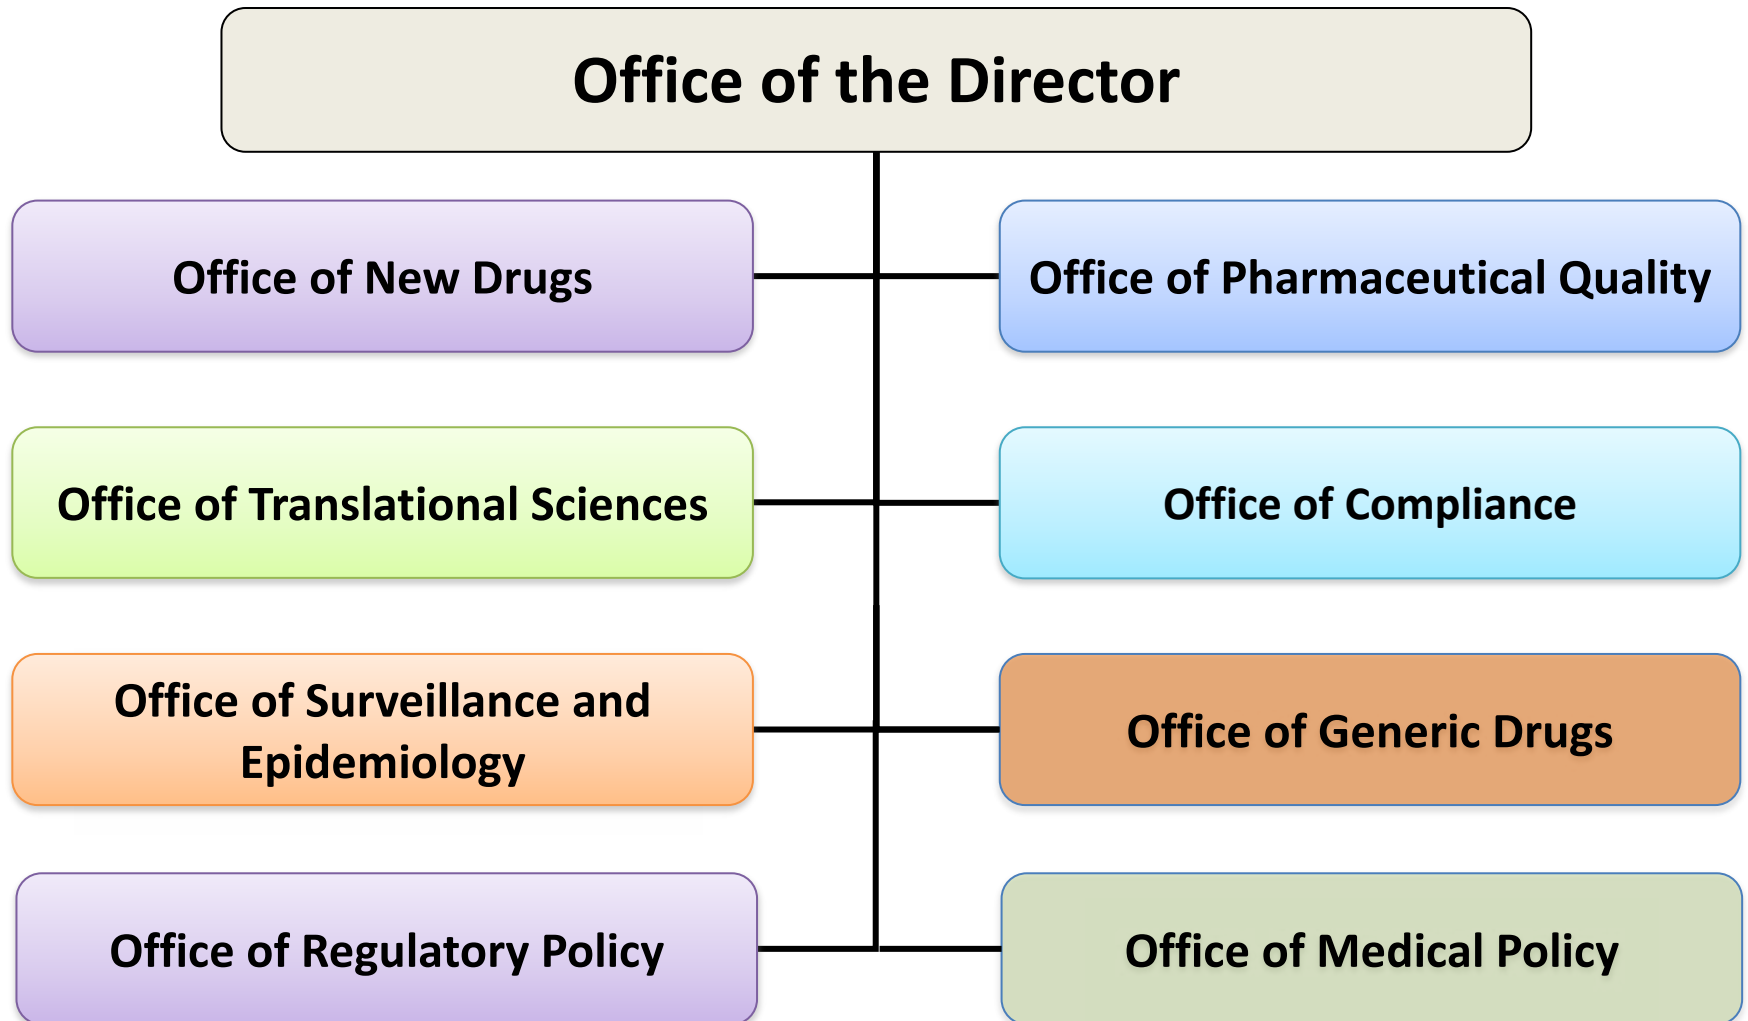 Office of the Director
Office of New Drugs
Office of Pharmaceutical Quality
Office of Translational Sciences
Office of Compliance
Office of Surveillance and
Epidemiology
Office of Generic Drugs
Office of Regulatory Policy
Office of Medical Policy